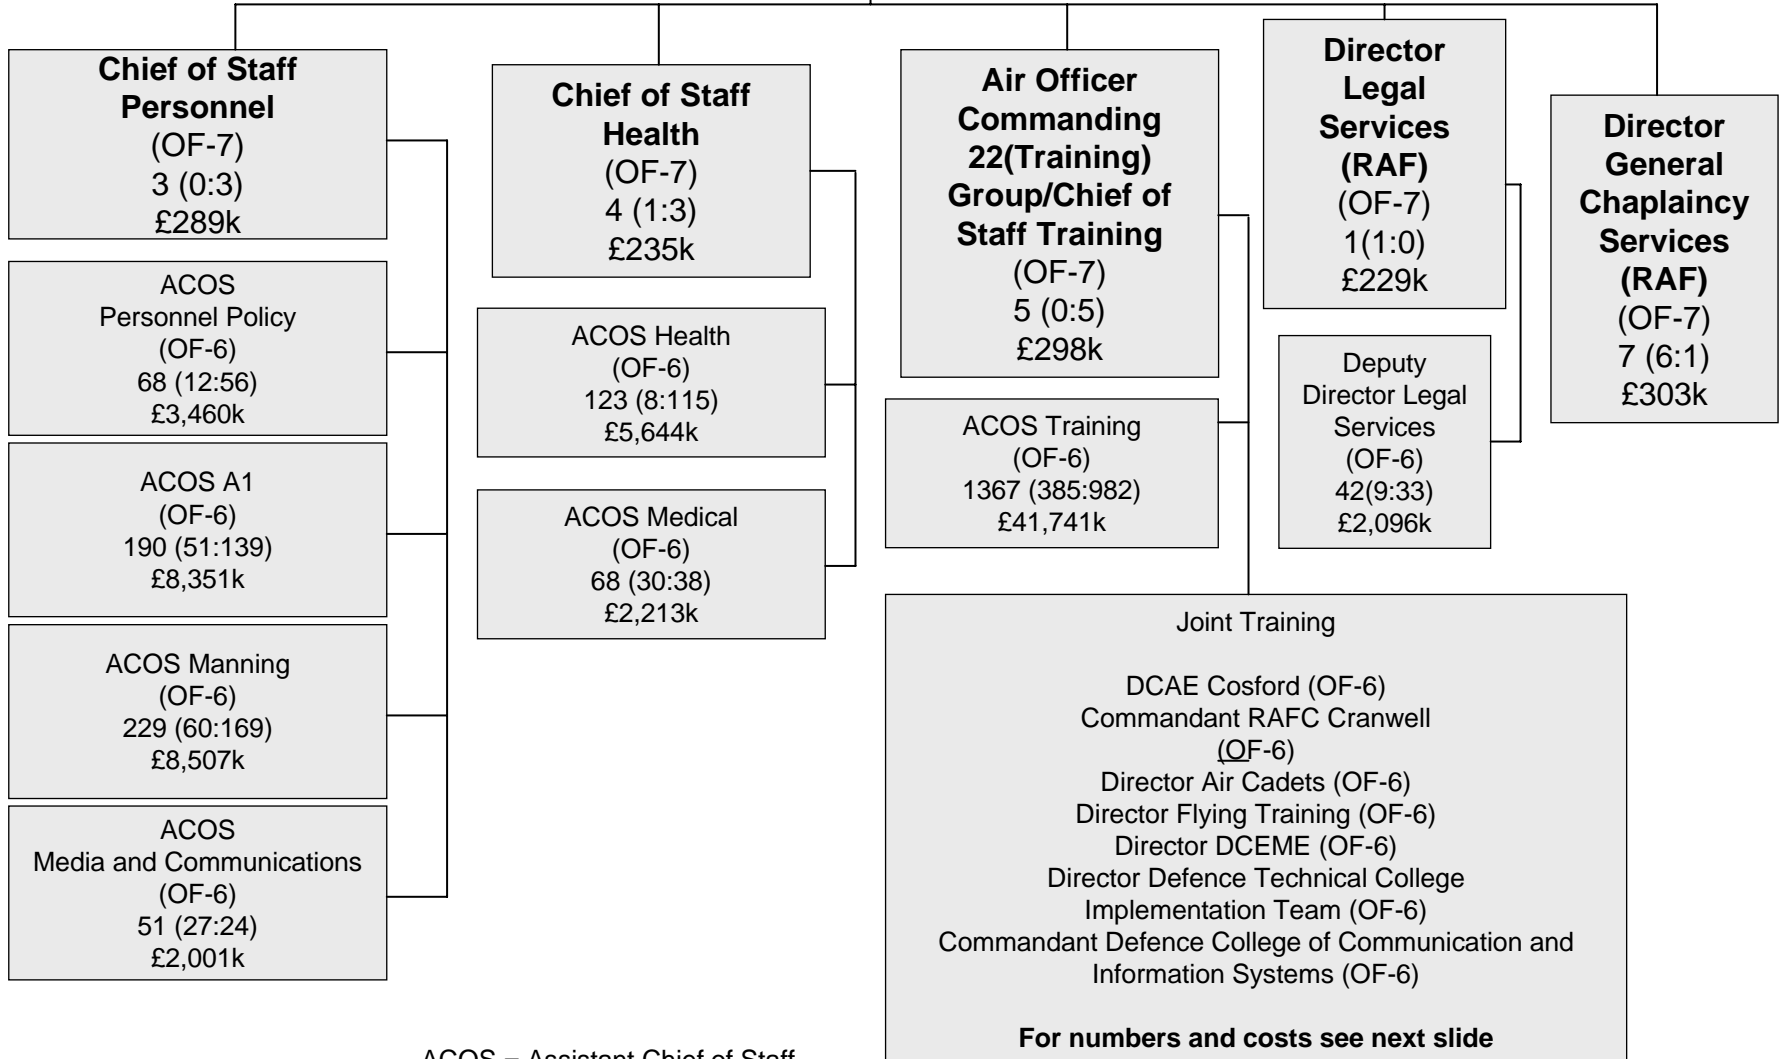 Chief of Staff
Personnel
(OF-7)
3 (0:3)
£289k
ACOS
Personnel Policy
(OF-6)
68 (12:56)
£3,460k
ACOS A1
(OF-6)
190 (51:139)
£8,351k
ACOS Manning
(OF-6)
229 (60:169)
£8,507k
ACOS
Media and Communications
(OF-6)
51 (27:24)
£2,001k
Chief of Staff
Health
(OF-7)
4 (1:3)
£235k
ACOS Health
(OF-6)
123 (8:115)
£5,644k
ACOS Medical
(OF-6)
68 (30:38)
£2,213k
Air Officer
Commanding
22(Training)
Group/Chief of
Staff Training
(OF-7)
5 (0:5)
£298k
ACOS Training
(OF-6)
1367 (385:982)
£41,741k
Joint Training
DCAE Cosford (OF-6)
Commandant RAFC Cranwell
(OF-6)
Director Air Cadets (OF-6)
Director Flying Training (OF-6)
Director DCEME (OF-6)
Director Defence Technical College
Implementation Team (OF-6)
Commandant Defence College of Communication and
Information Systems (OF-6)
For numbers and costs see next slide
Director
Legal
Services
(RAF)
(OF-7)
1(1:0)
£229k
Deputy
Director Legal
Services
(OF-6)
42(9:33)
£2,096k
Director
General
Chaplaincy
Services
(RAF)
(OF-7)
7 (6:1)
£303k
ACOS = Assistant Chief of Staff